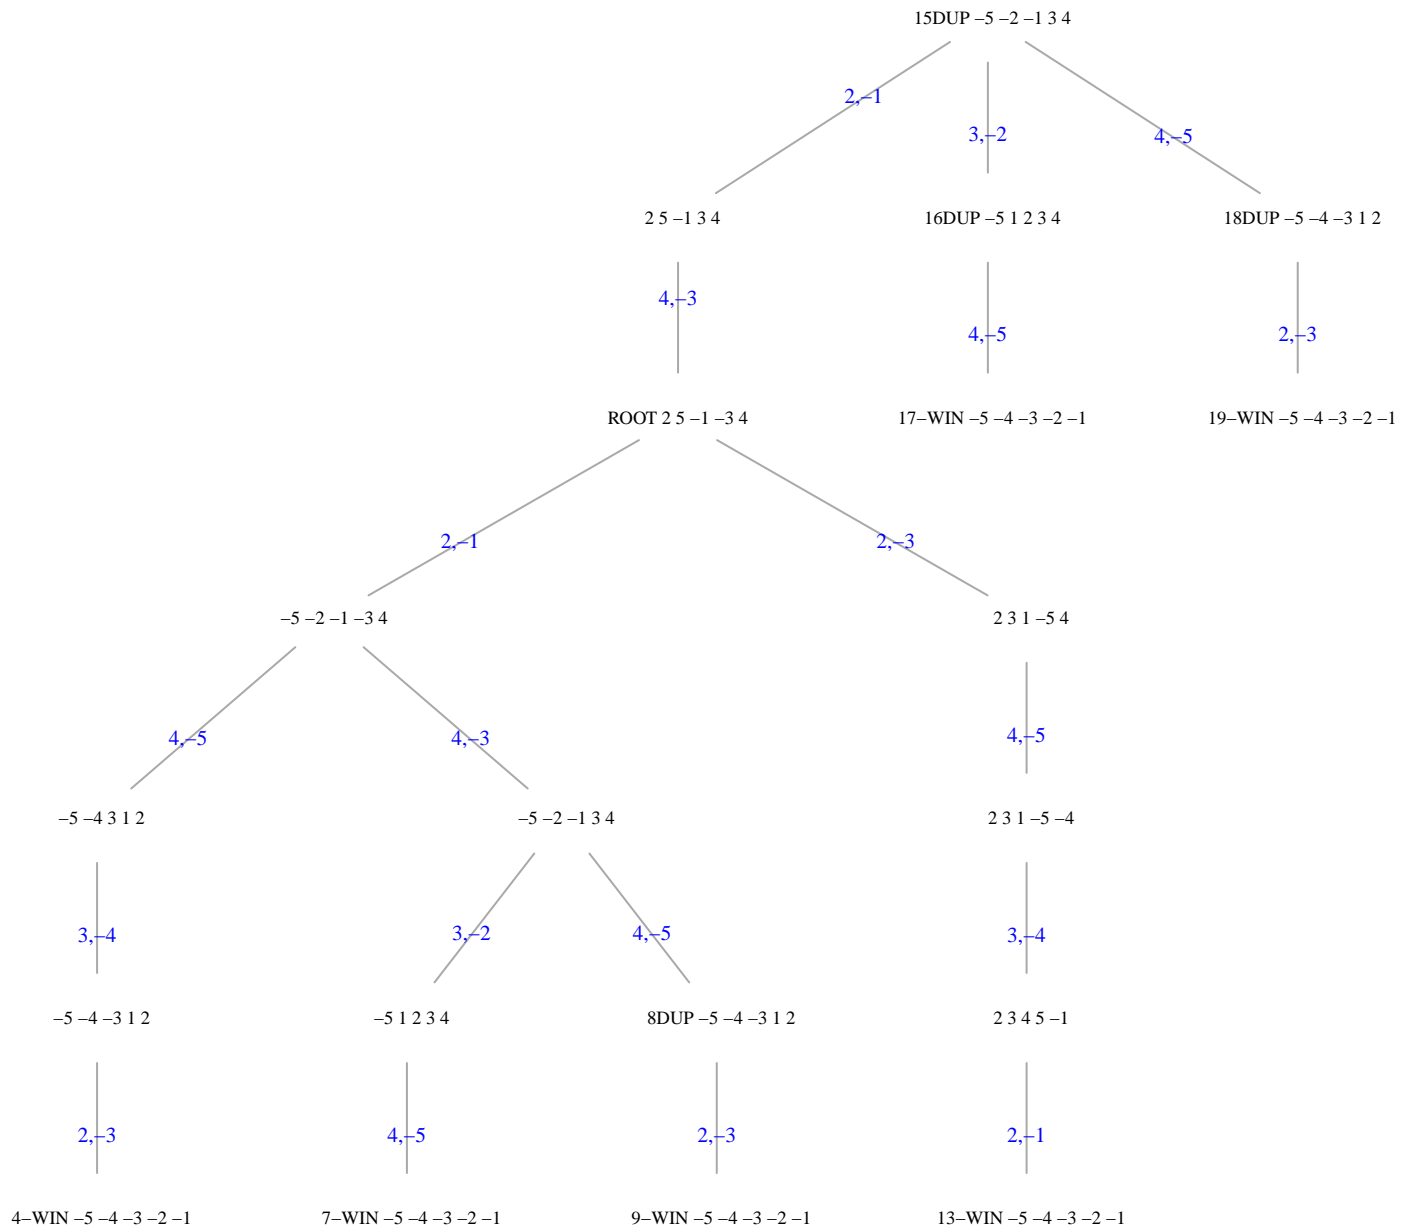 15DUP –5 –2 –1 3 4
2,–1
3,–2
4,–5
2 5 –1 3 4
16DUP –5 1 2 3 4
18DUP –5 –4 –3 1 2
4,–3
4,–5
2,–3
ROOT 2 5 –1 –3 4
17–WIN –5 –4 –3 –2 –1
19–WIN –5 –4 –3 –2 –1
2,–1
2,–3
–5 –2 –1 –3 4
2 3 1 –5 4
4,–5
4,–3
4,–5
–5 –4 3 1 2
–5 –2 –1 3 4
2 3 1 –5 –4
3,–4
3,–2
4,–5
3,–4
–5 –4 –3 1 2
–5 1 2 3 4
8DUP –5 –4 –3 1 2
2 3 4 5 –1
2,–3
4,–5
2,–3
2,–1
4–WIN –5 –4 –3 –2 –1
7–WIN –5 –4 –3 –2 –1
9–WIN –5 –4 –3 –2 –1
13–WIN –5 –4 –3 –2 –1